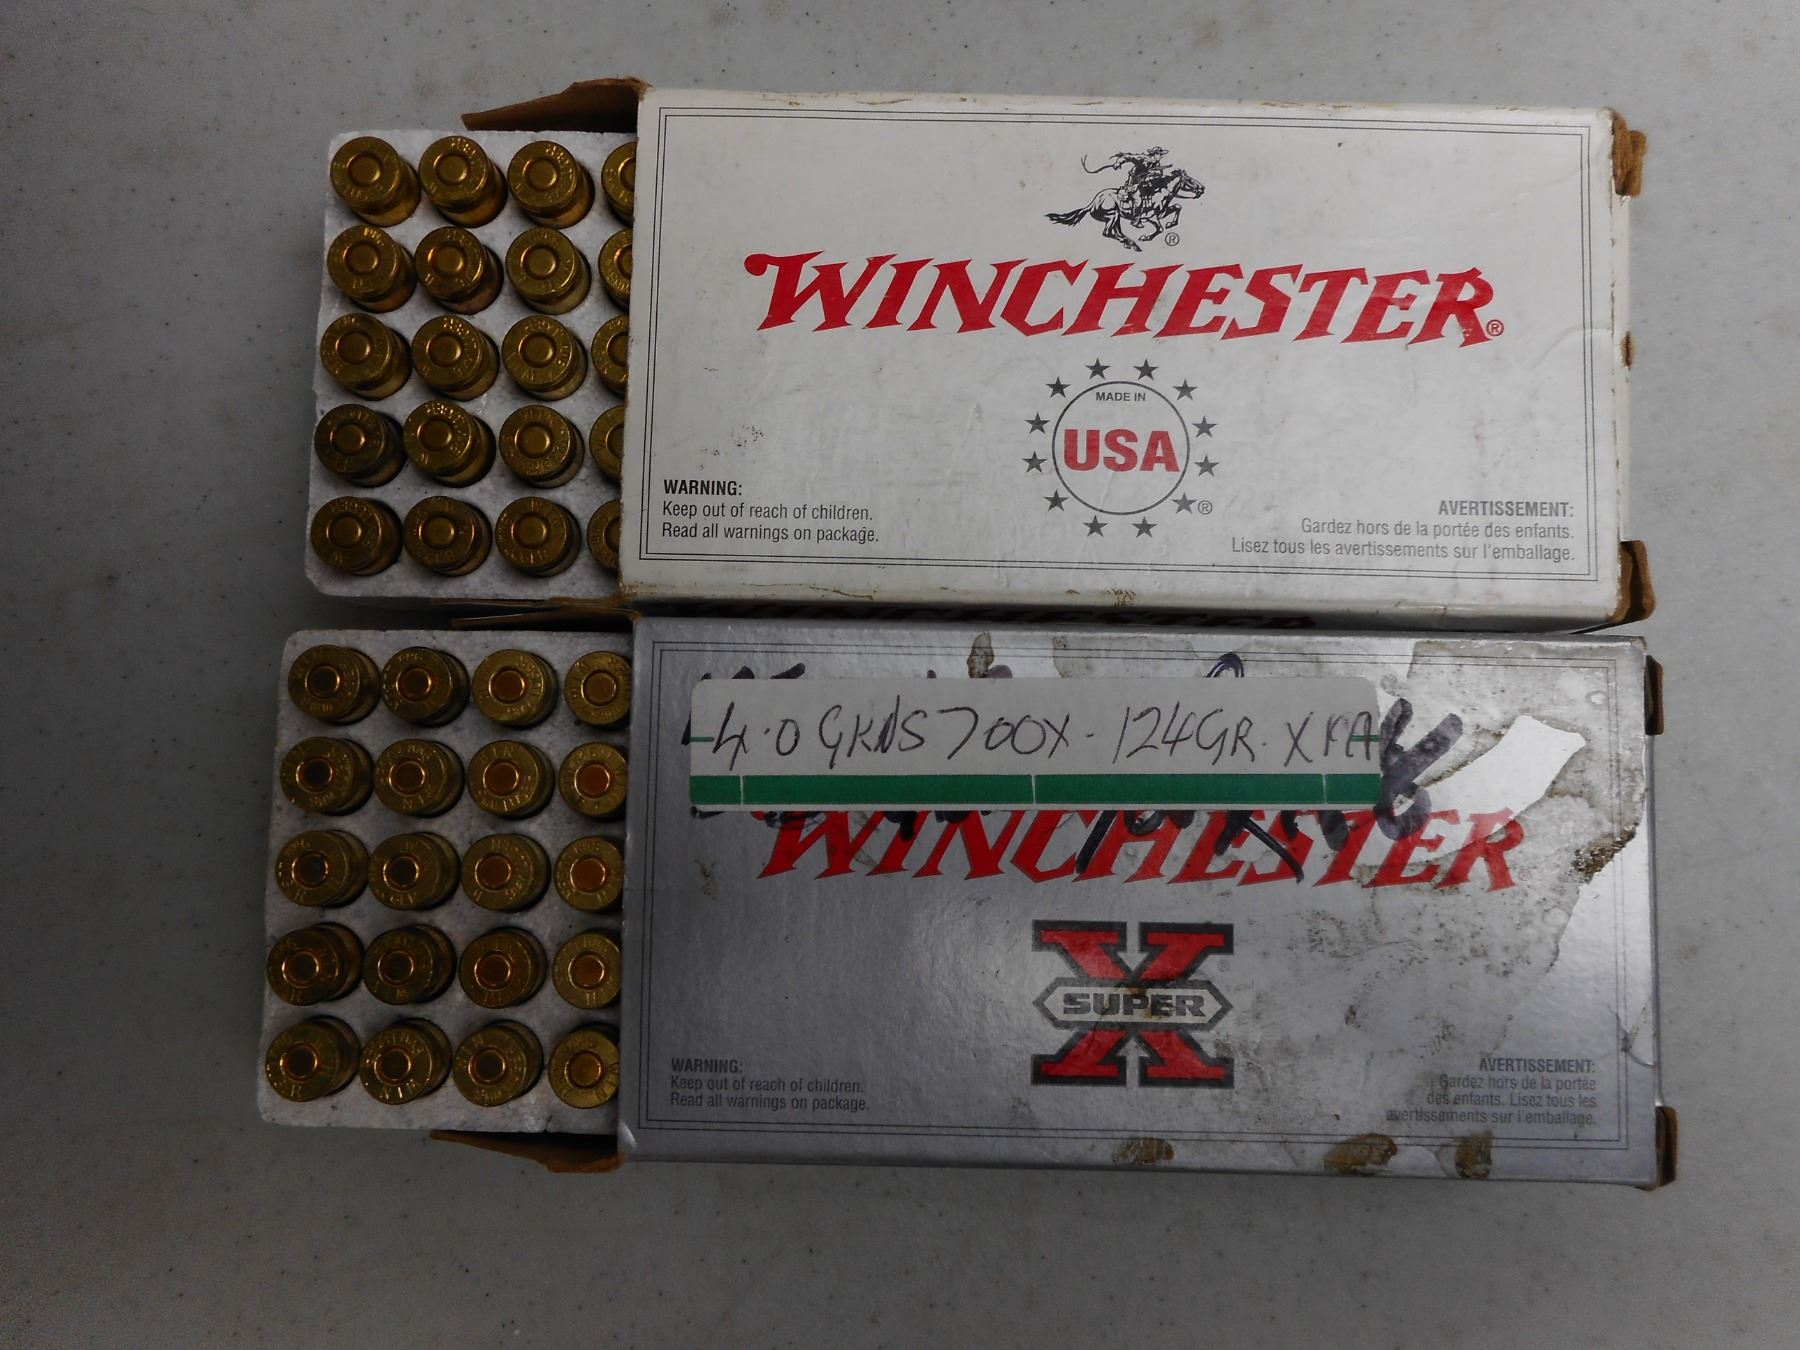 WINCHESTER®
MADE IN
USA
®
WARNING:
Keep out of reach of children.
Read all warnings on package.
AVERTISSEMENT:
Gardez hors de la portée des enfants.
Lisez tous les avertissements sur l'emballage.
4.0 GRNS 700X - 124GR.
WINCHESTER
X
SUPER
®
WARNING:
Keep out of reach of children.
Read all warnings on package.
AVERTISSEMENT:
Gardez hors de la portée
des enfants. Lisez tous les
avertissements sur l'emballage.